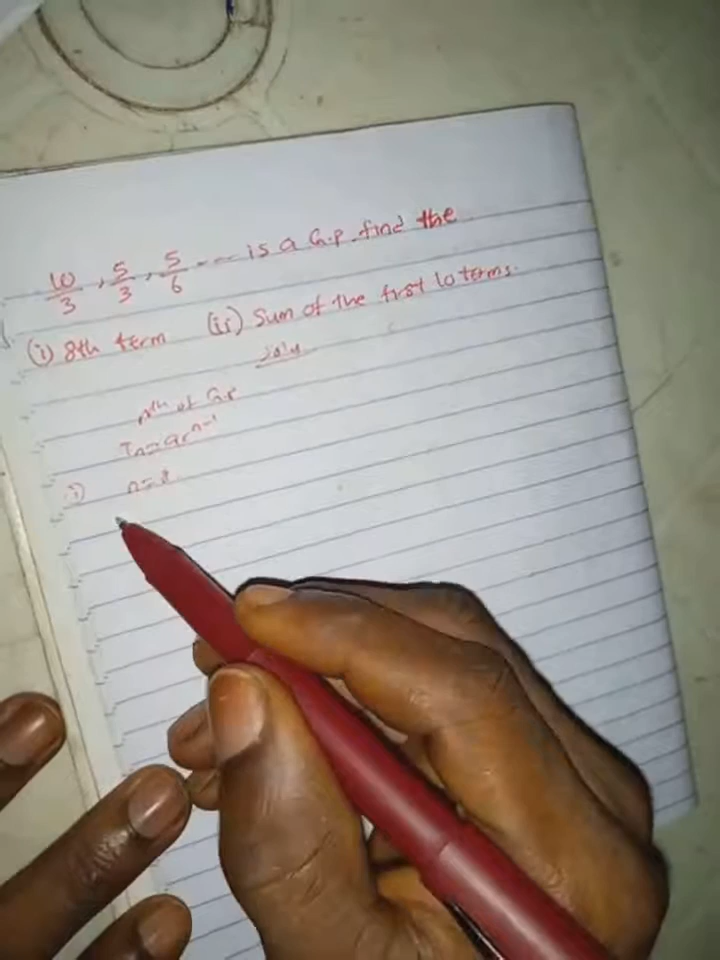 10/3, 5/3, 5/6 --- is a G.P. find the
(i) 8th term (ii) Sum of the first 10 terms.
soln
nth of G.P
Tn=ar^n-1
(i) n=8